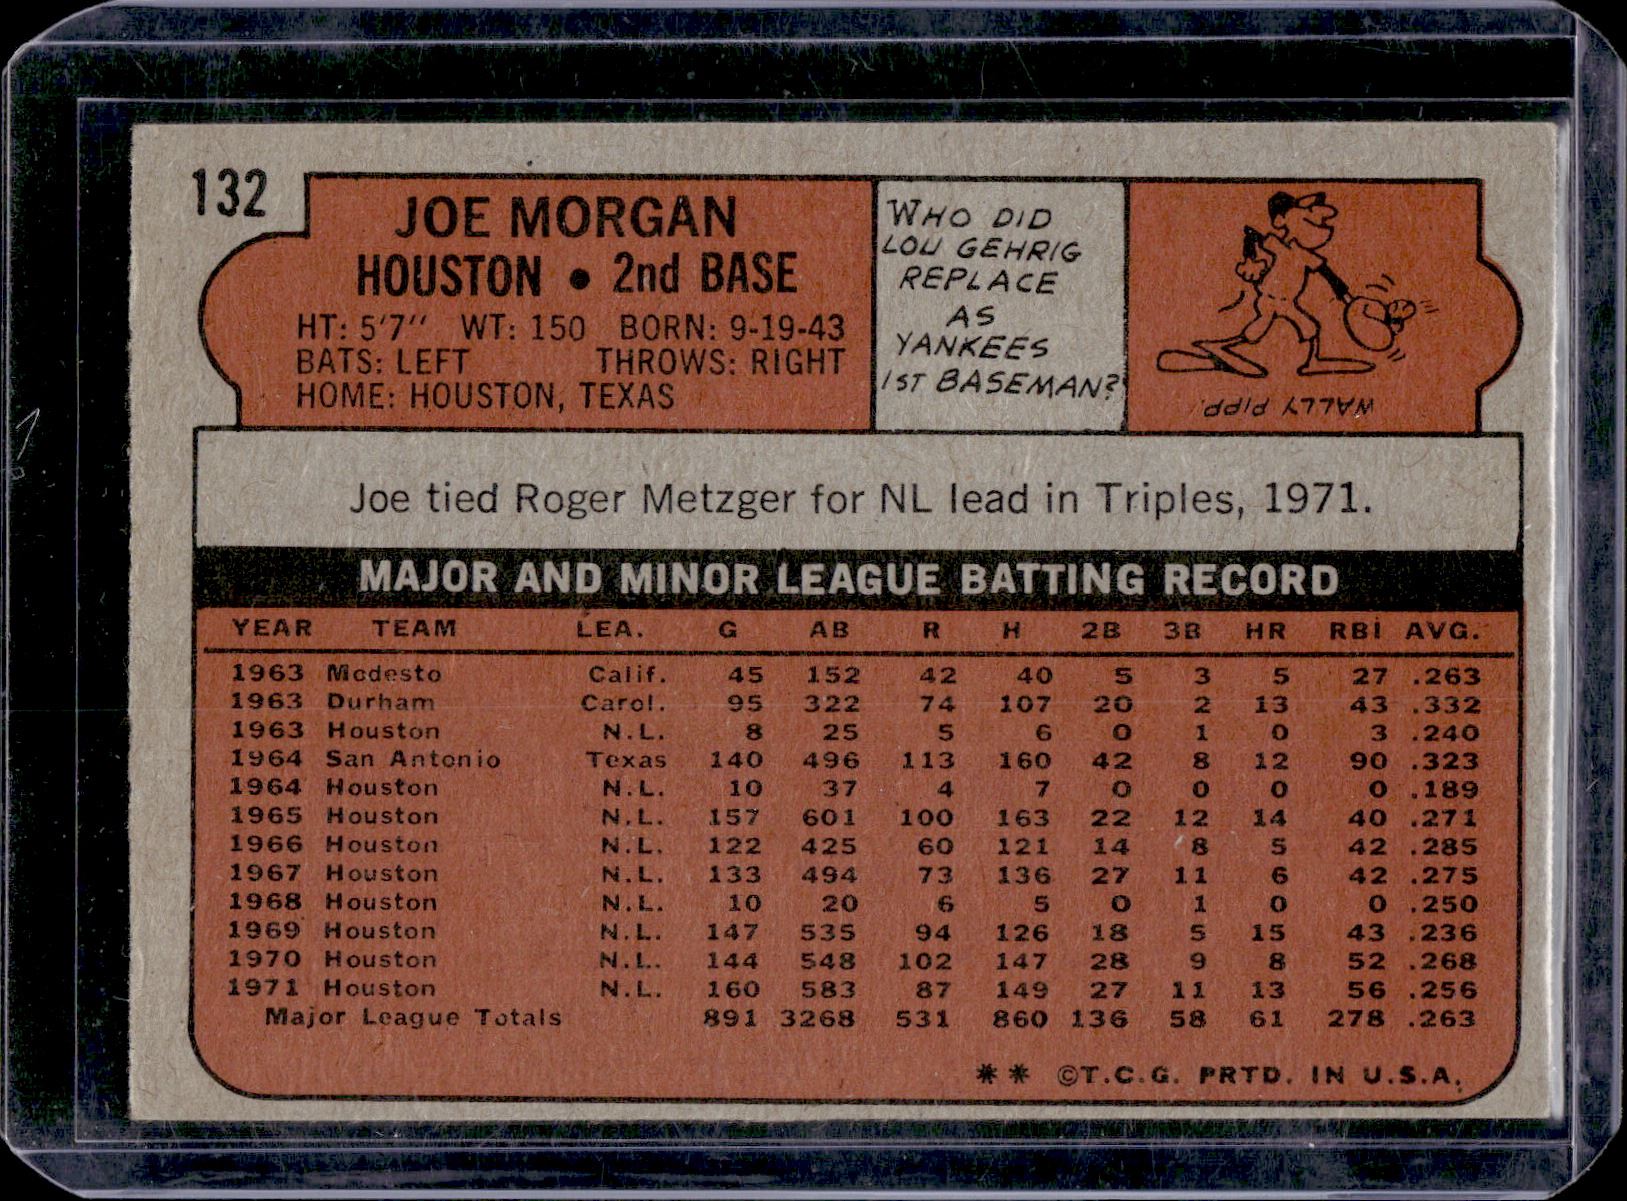 132
JOE MORGAN
HOUSTON • 2nd BASE
HT: 5'7" WT: 150 BORN: 9-19-43
BATS: LEFT THROWS: RIGHT
HOME: HOUSTON, TEXAS
WHO DID
LOU GEHRIG
REPLACE
AS
YANKEES
1ST BASEMAN?
WALLY PIPP.
Joe tied Roger Metzger for NL lead in Triples, 1971.
MAJOR AND MINOR LEAGUE BATTING RECORD
YEAR TEAM LEA. G AB R H 2B 3B HR RBI AVG.
1963 Modesto Calif. 45 152 42 40 5 3 5 27 .263
1963 Durham Carol. 95 322 74 107 20 2 13 43 .332
1963 Houston N.L. 8 25 5 6 0 1 0 3 .240
1964 San Antonio Texas 140 496 113 160 42 8 12 90 .323
1964 Houston N.L. 10 37 4 7 0 0 0 0 .189
1965 Houston N.L. 157 601 100 163 22 12 14 40 .271
1966 Houston N.L. 122 425 60 121 14 8 5 42 .285
1967 Houston N.L. 133 494 73 136 27 11 6 42 .275
1968 Houston N.L. 10 20 6 5 0 1 0 0 .250
1969 Houston N.L. 147 535 94 126 18 5 15 43 .236
1970 Houston N.L. 144 548 102 147 28 9 8 52 .268
1971 Houston N.L. 160 583 87 149 27 11 13 56 .256
Major League Totals 891 3268 531 860 136 58 61 278 .263
** ©T.C.G. PRTD. IN U.S.A.